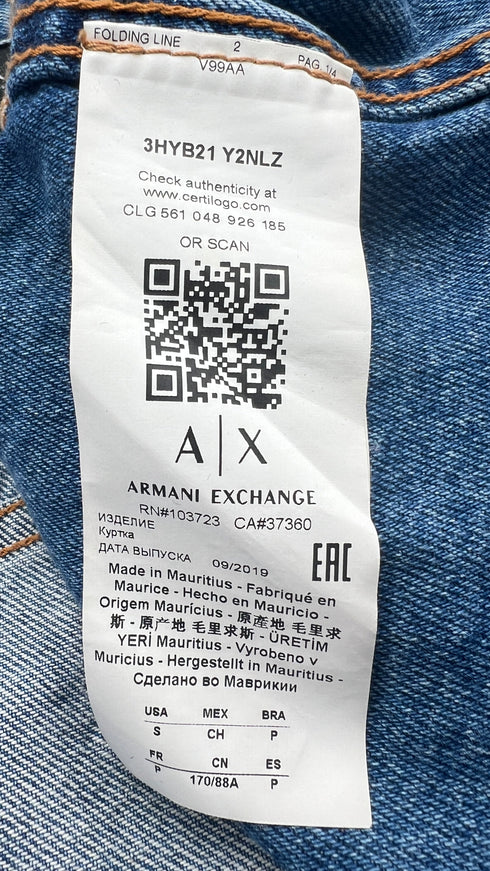 FOLDING LINE 2 PAG. 1/4
V99AA
3HYB21 Y2NLZ
Check authenticity at
www.certilogo.com
CLG 561 048 926 185
OR SCAN
A|X
ARMANI EXCHANGE
RN#103723 CA#37360
ИЗДЕЛИЕ
Куртка
ДАТА ВЫПУСКА 09/2019
EAC
Made in Mauritius - Fabriqué en
Maurice - Hecho en Mauricio -
Origem Maurícius - 原產地 毛里求
斯 - 原产地 毛里求斯 - ÜRETİM
YERİ Mauritius - Vyrobeno v
Muricius - Hergestellt in Mauritius -
Сделано во Маврикии
USA MEX BRA
S CH P
FR CN ES
P 170/88A P